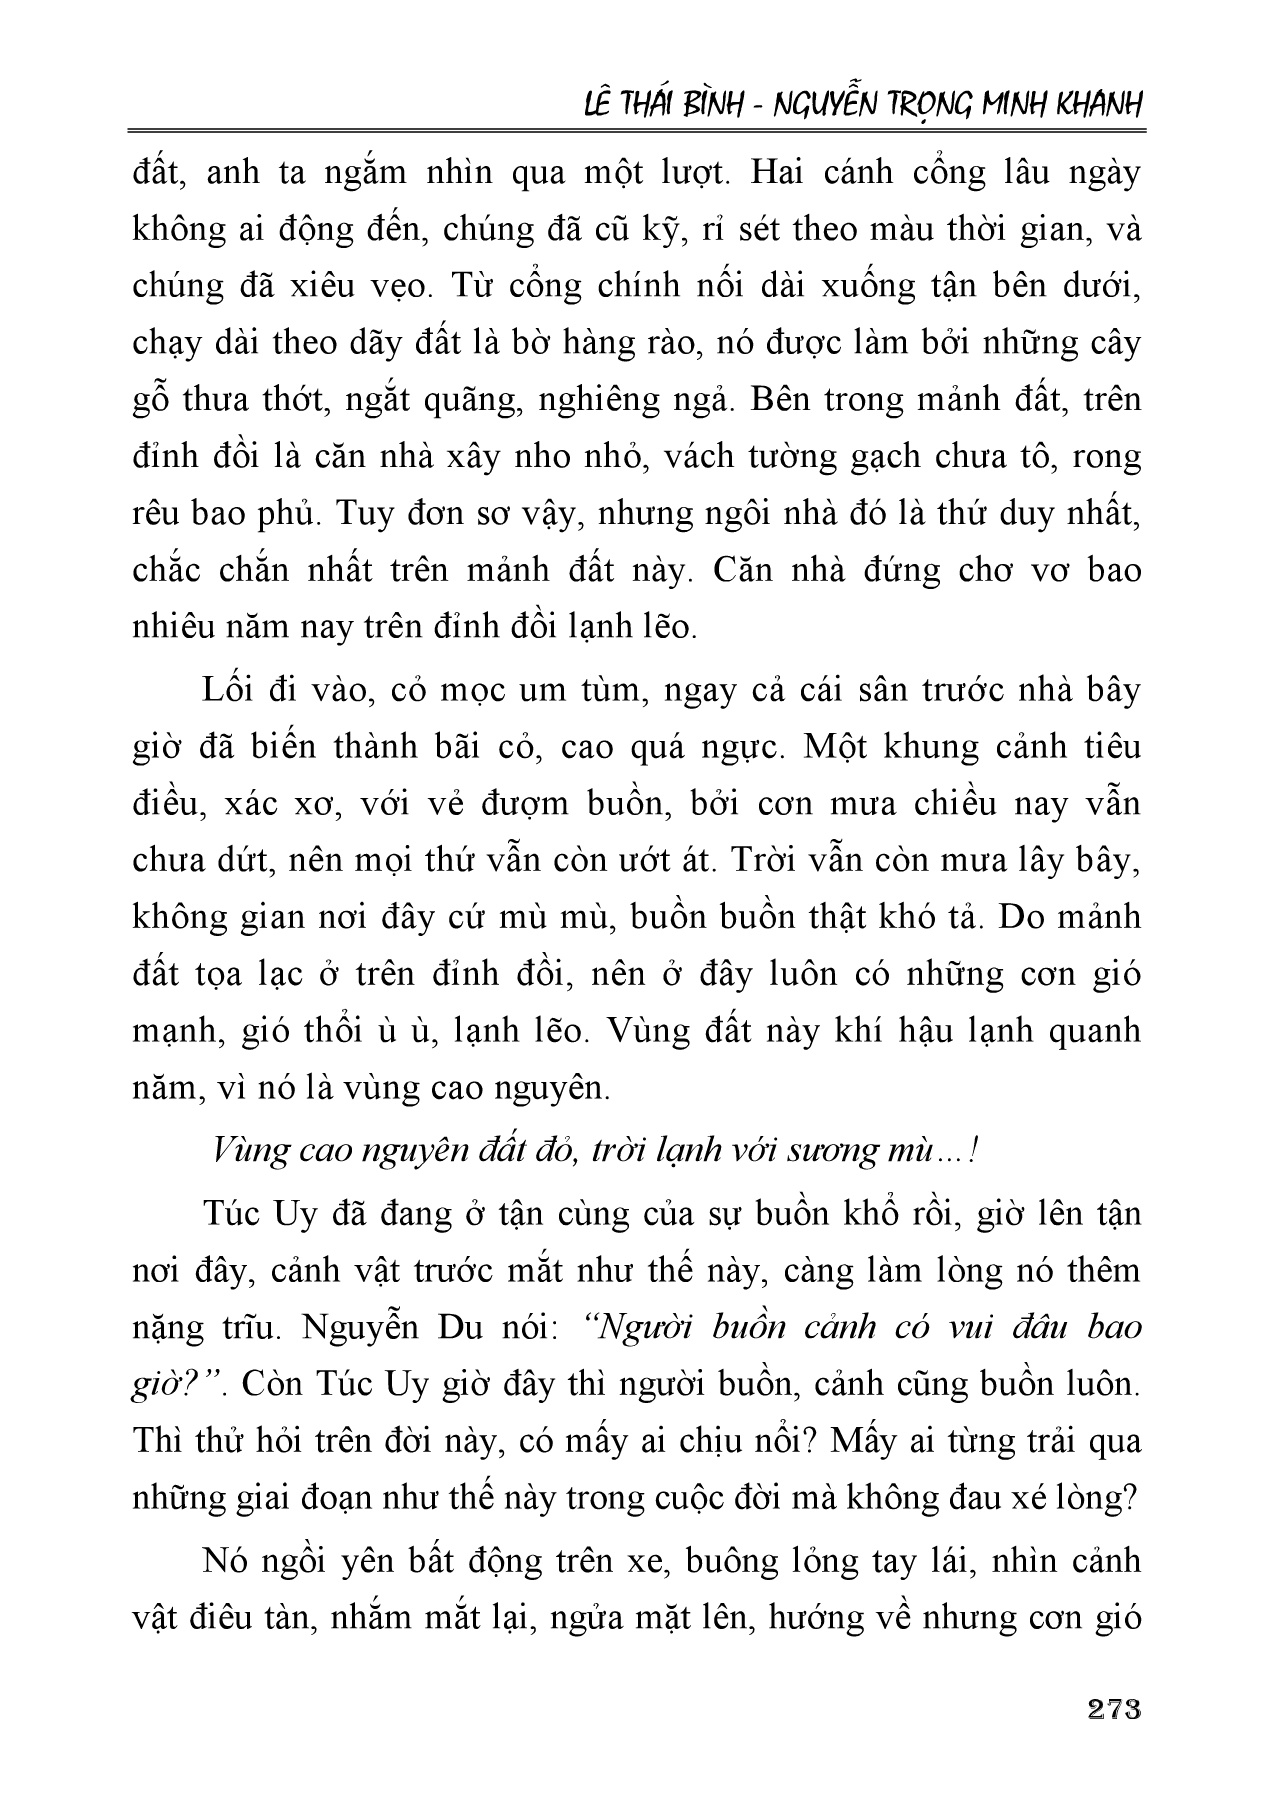 LÊ THÁI BÌNH - NGUYỄN TRỌNG MINH KHANH
đất, anh ta ngắm nhìn qua một lượt. Hai cánh cổng lâu ngày
không ai động đến, chúng đã cũ kỹ, rỉ sét theo màu thời gian, và
chúng đã xiêu vẹo. Từ cổng chính nối dài xuống tận bên dưới,
chạy dài theo dãy đất là bờ hàng rào, nó được làm bởi những cây
gỗ thưa thớt, ngắt quãng, nghiêng ngả. Bên trong mảnh đất, trên
đỉnh đồi là căn nhà xây nho nhỏ, vách tường gạch chưa tô, rong
rêu bao phủ. Tuy đơn sơ vậy, nhưng ngôi nhà đó là thứ duy nhất,
chắc chắn nhất trên mảnh đất này. Căn nhà đứng chơ vơ bao
nhiêu năm nay trên đỉnh đồi lạnh lẽo.
Lối đi vào, cỏ mọc um tùm, ngay cả cái sân trước nhà bây
giờ đã biến thành bãi cỏ, cao quá ngực. Một khung cảnh tiêu
điều, xác xơ, với vẻ đượm buồn, bởi cơn mưa chiều nay vẫn
chưa dứt, nên mọi thứ vẫn còn ướt át. Trời vẫn còn mưa lây bây,
không gian nơi đây cứ mù mù, buồn buồn thật khó tả. Do mảnh
đất tọa lạc ở trên đỉnh đồi, nên ở đây luôn có những cơn gió
mạnh, gió thổi ù ù, lạnh lẽo. Vùng đất này khí hậu lạnh quanh
năm, vì nó là vùng cao nguyên.
Vùng cao nguyên đất đỏ, trời lạnh với sương mù…!
Túc Uy đã đang ở tận cùng của sự buồn khổ rồi, giờ lên tận
nơi đây, cảnh vật trước mắt như thế này, càng làm lòng nó thêm
nặng trĩu. Nguyễn Du nói: “Người buồn cảnh có vui đâu bao
giờ?”. Còn Túc Uy giờ đây thì người buồn, cảnh cũng buồn luôn.
Thì thử hỏi trên đời này, có mấy ai chịu nổi? Mấy ai từng trải qua
những giai đoạn như thế này trong cuộc đời mà không đau xé lòng?
Nó ngồi yên bất động trên xe, buông lỏng tay lái, nhìn cảnh
vật điêu tàn, nhắm mắt lại, ngửa mặt lên, hướng về nhưng cơn gió
273